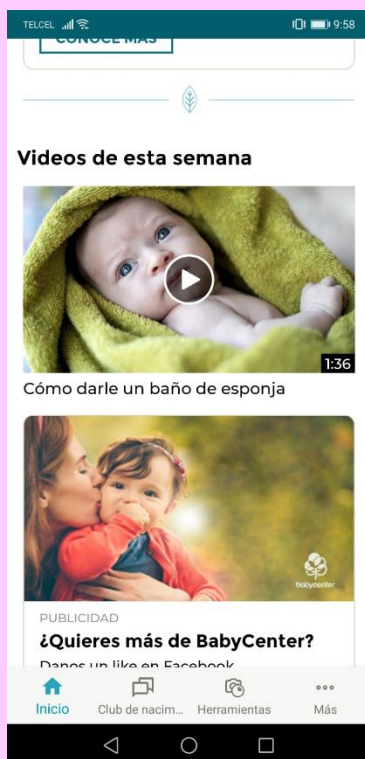 TELCEL
9:58
CONOCE MÁS
Videos de esta semana
1:36
Cómo darle un baño de esponja
babycenter
PUBLICIDAD
¿Quieres más de BabyCenter?
Danos un like en Facebook
Inicio
Club de nacim...
Herramientas
Más